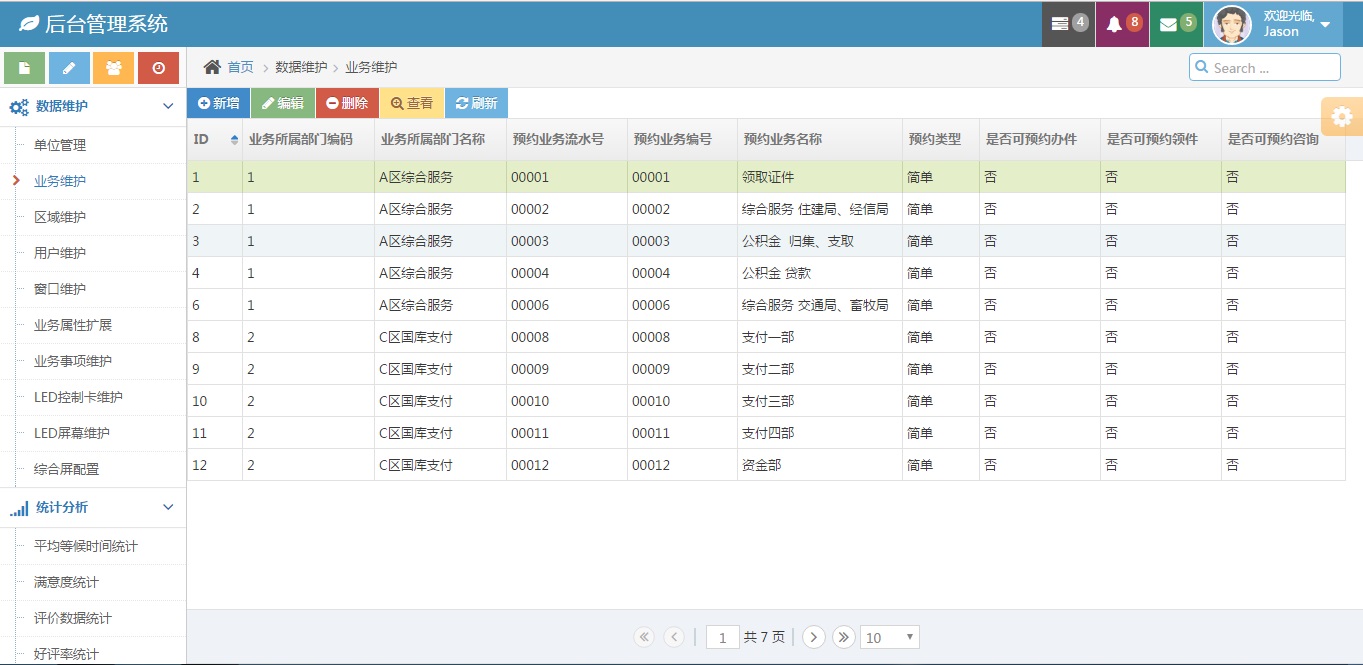 后台管理系统
4
8
5
欢迎光临,
Jason
首页 数据维护 业务维护
Search ...
数据维护
单位管理
业务维护
区域维护
用户维护
窗口维护
业务属性扩展
业务事项维护
LED控制卡维护
LED屏幕维护
综合屏配置
统计分析
平均等候时间统计
满意度统计
评价数据统计
好评率统计
新增 编辑 删除 查看 刷新
ID 业务所属部门编码 业务所属部门名称 预约业务流水号 预约业务编号 预约业务名称 预约类型 是否可预约办件 是否可预约领件 是否可预约咨询
1 1 A区综合服务 00001 00001 领取证件 简单 否 否 否
2 1 A区综合服务 00002 00002 综合服务 住建局、经信局 简单 否 否 否
3 1 A区综合服务 00003 00003 公积金 归集、支取 简单 否 否 否
4 1 A区综合服务 00004 00004 公积金 贷款 简单 否 否 否
6 1 A区综合服务 00006 00006 综合服务 交通局、畜牧局 简单 否 否 否
8 2 C区国库支付 00008 00008 支付一部 简单 否 否 否
9 2 C区国库支付 00009 00009 支付二部 简单 否 否 否
10 2 C区国库支付 00010 00010 支付三部 简单 否 否 否
11 2 C区国库支付 00011 00011 支付四部 简单 否 否 否
12 2 C区国库支付 00012 00012 资金部 简单 否 否 否
1 共 7 页 10